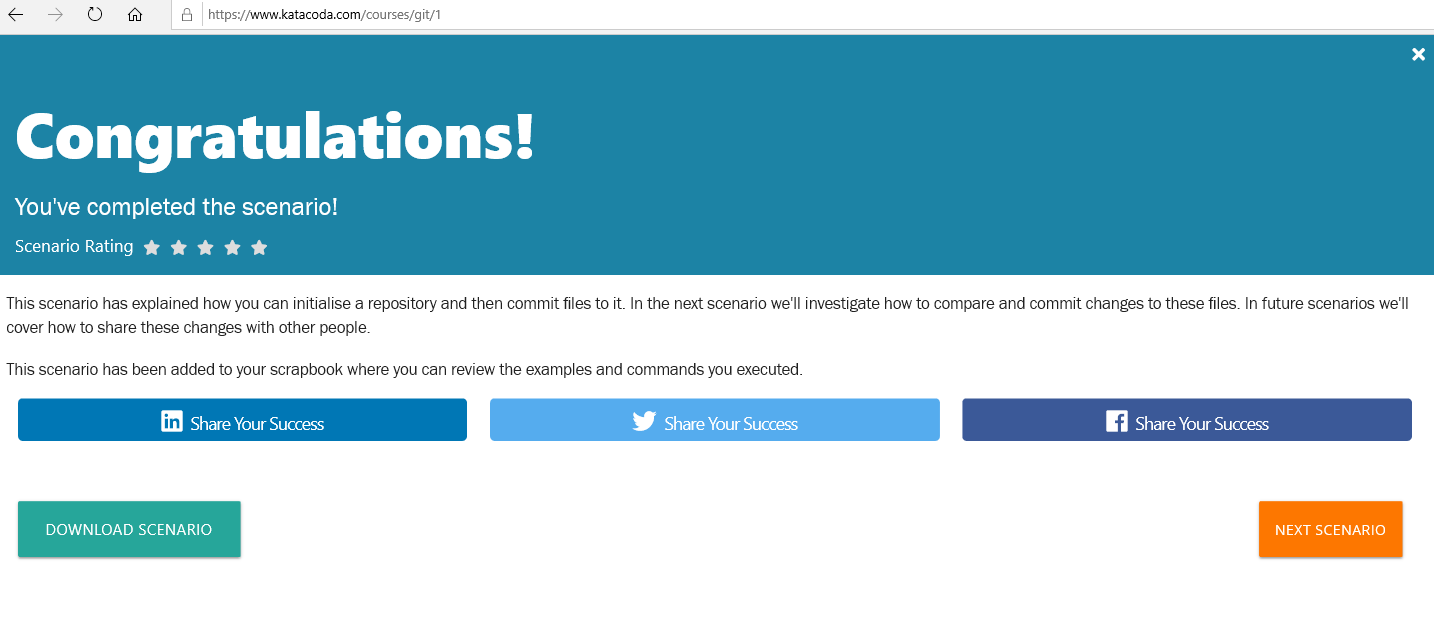 https://www.katacoda.com/courses/git/1
Congratulations!
You've completed the scenario!
Scenario Rating
This scenario has explained how you can initialise a repository and then commit files to it. In the next scenario we'll investigate how to compare and commit changes to these files. In future scenarios we'll
cover how to share these changes with other people.
This scenario has been added to your scrapbook where you can review the examples and commands you executed.
in Share Your Success
Share Your Success
f Share Your Success
DOWNLOAD SCENARIO
NEXT SCENARIO